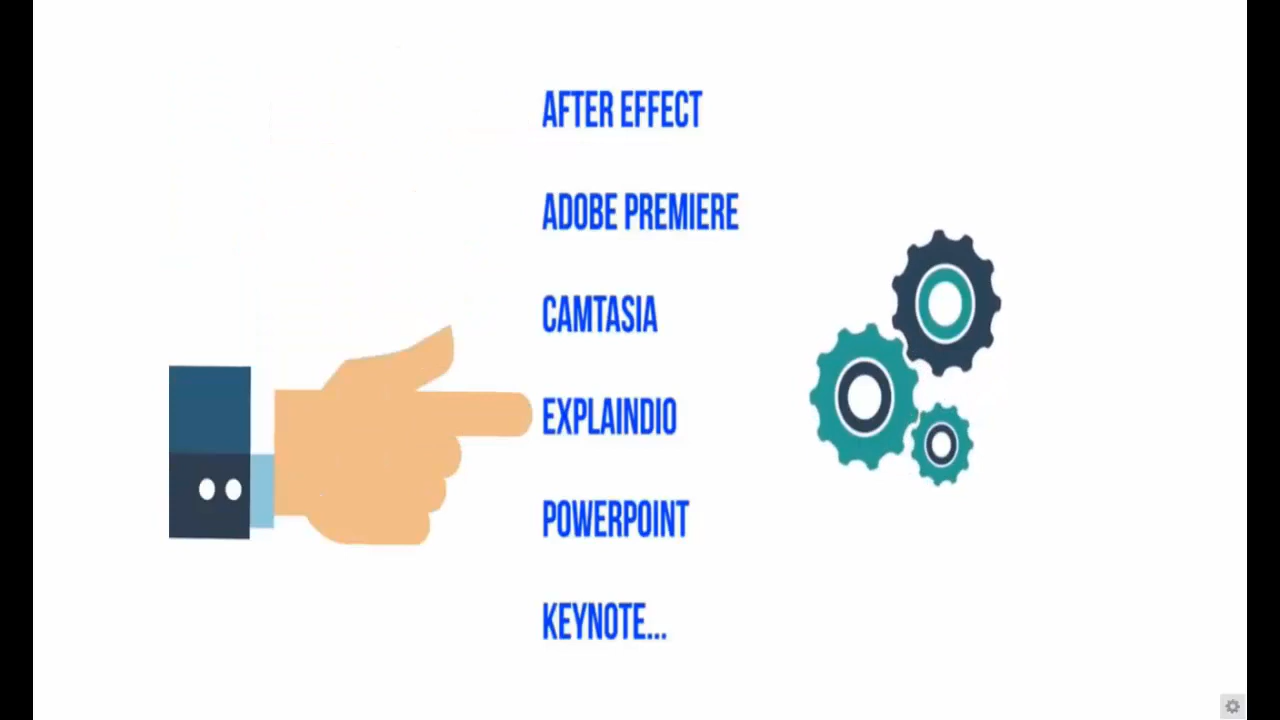 AFTER EFFECT
ADOBE PREMIERE
CAMTASIA
EXPLAINDIO
POWERPOINT
KEYNOTE...